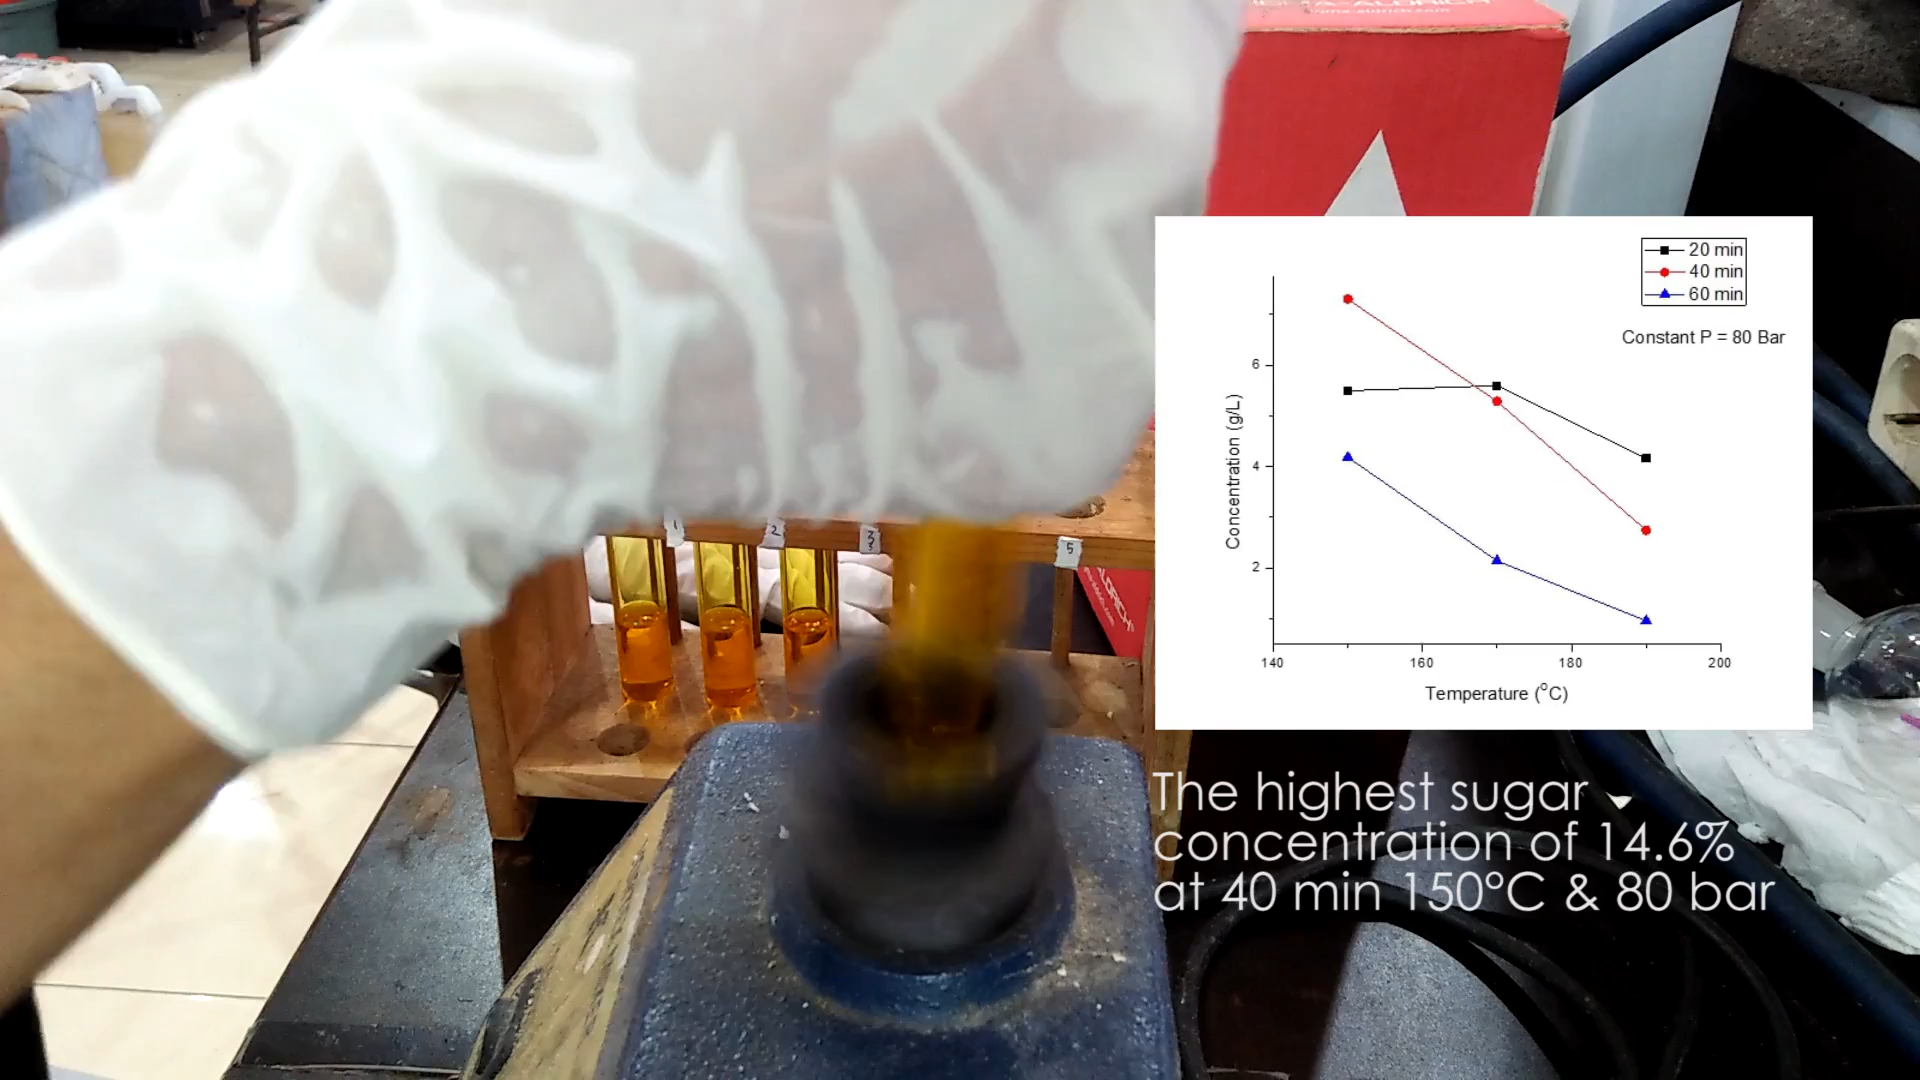 1
2
3
5
20 min
40 min
60 min
Constant P = 80 Bar
6
4
2
Concentration (g/L)
140
160
180
200
Temperature (°C)
The highest sugar
concentration of 14.6%
at 40 min 150°C & 80 bar